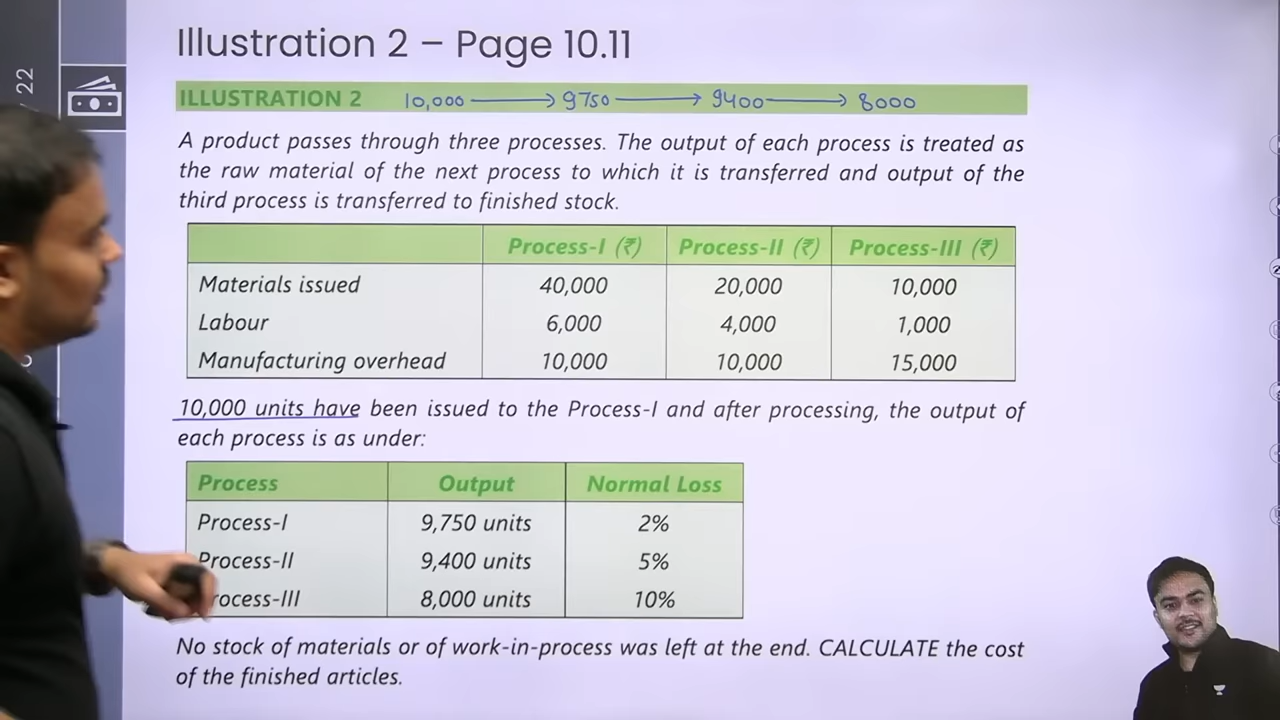 Illustration 2 – Page 10.11
22
ILLUSTRATION 2 10,000 → 9750 → 9400 → 8000
A product passes through three processes. The output of each process is treated as
the raw material of the next process to which it is transferred and output of the
third process is transferred to finished stock.
Process-I (₹) Process-II (₹) Process-III (₹)
Materials issued 40,000 20,000 10,000
Labour 6,000 4,000 1,000
Manufacturing overhead 10,000 10,000 15,000
10,000 units have been issued to the Process-I and after processing, the output of
each process is as under:
Process Output Normal Loss
Process-I 9,750 units 2%
Process-II 9,400 units 5%
rocess-III 8,000 units 10%
No stock of materials or of work-in-process was left at the end. CALCULATE the cost
of the finished articles.